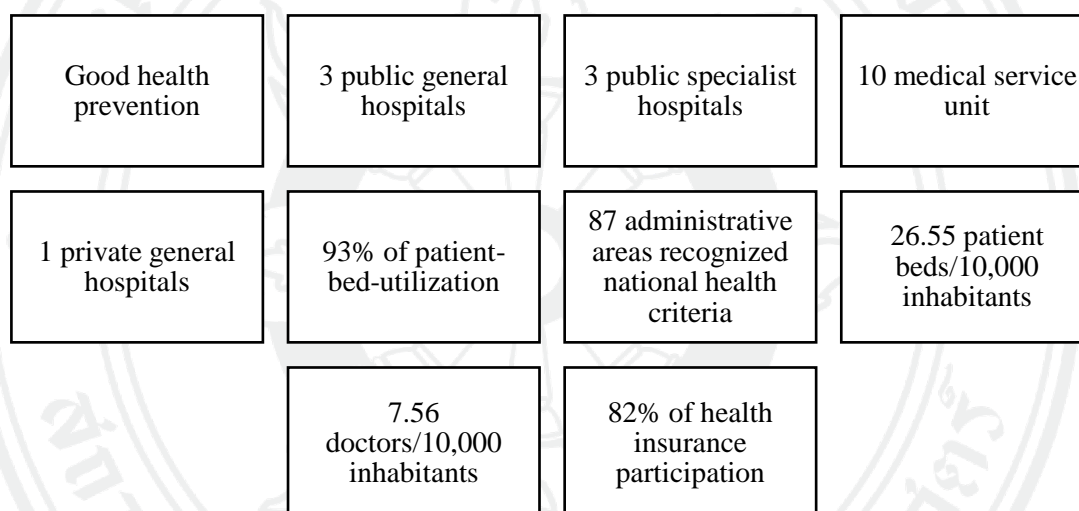 Good health
prevention
3 public general
hospitals
3 public specialist
hospitals
10 medical service
unit
1 private general
hospitals
93% of patient-
bed-utilization
87 administrative
areas recognized
national health
criteria
26.55 patient
beds/10,000
inhabitants
7.56
doctors/10,000
inhabitants
82% of health
insurance
participation